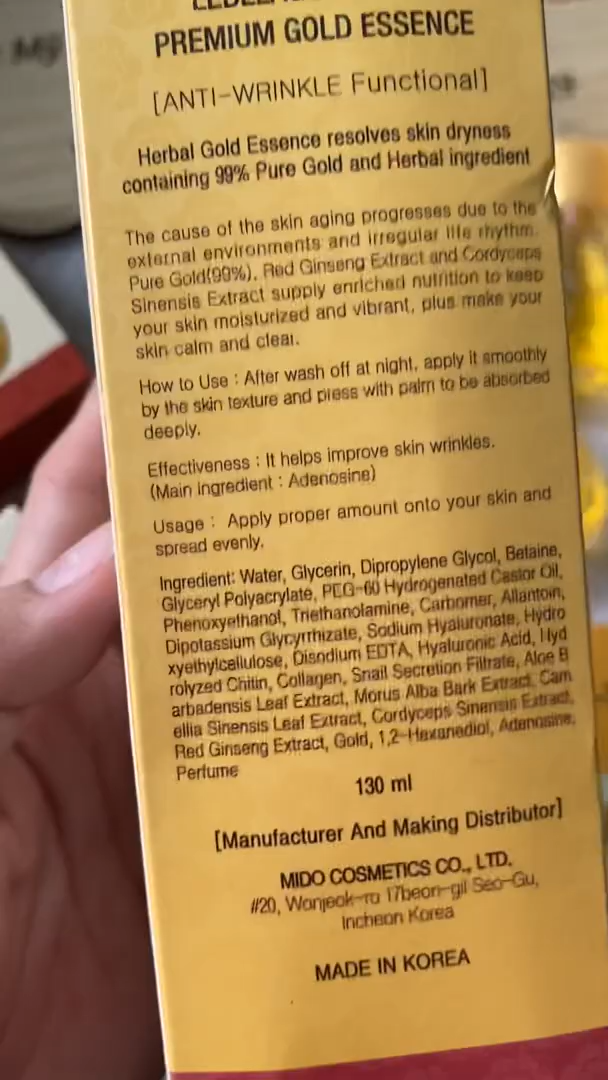 PREMIUM GOLD ESSENCE
[ANTI-WRINKLE Functional]
Herbal Gold Essence resolves skin dryness
containing 99% Pure Gold and Herbal ingredient
The cause of the skin aging progresses due to the
external environments and irregular life rhythm.
Pure Gold(99%), Red Ginseng Extract and Cordyceps
Sinensis Extract supply enriched nutrition to keep
your skin moisturized and vibrant, plus make your
skin calm and clear.
How to Use : After wash off at night, apply it smoothly
by the skin texture and press with palm to be absorbed
deeply.
Effectiveness : It helps improve skin wrinkles.
(Main ingredient : Adenosine)
Usage : Apply proper amount onto your skin and
spread evenly.
Ingredient: Water, Glycerin, Dipropylene Glycol, Betaine,
Glyceryl Polyacrylate, PEG-60 Hydrogenated Castor Oil,
Phenoxyethanol, Triethanolamine, Carbomer, Allantoin,
Dipotassium Glycyrrhizate, Sodium Hyaluronate, Hydro
xyethylcellulose, Disodium EDTA, Hyaluronic Acid, Hyd
rolyzed Chitin, Collagen, Snail Secretion Filtrate, Aloe B
arbadensis Leaf Extract, Morus Alba Bark Extract, Cam
ellia Sinensis Leaf Extract, Cordyceps Sinensis Extract,
Red Ginseng Extract, Gold, 1,2-Hexanediol, Adenosine,
Perfume
130 ml
[Manufacturer And Making Distributor]
MIDO COSMETICS CO., LTD.
#20, Wonjeok-ro 17beon-gil Seo-Gu,
Incheon Korea
MADE IN KOREA